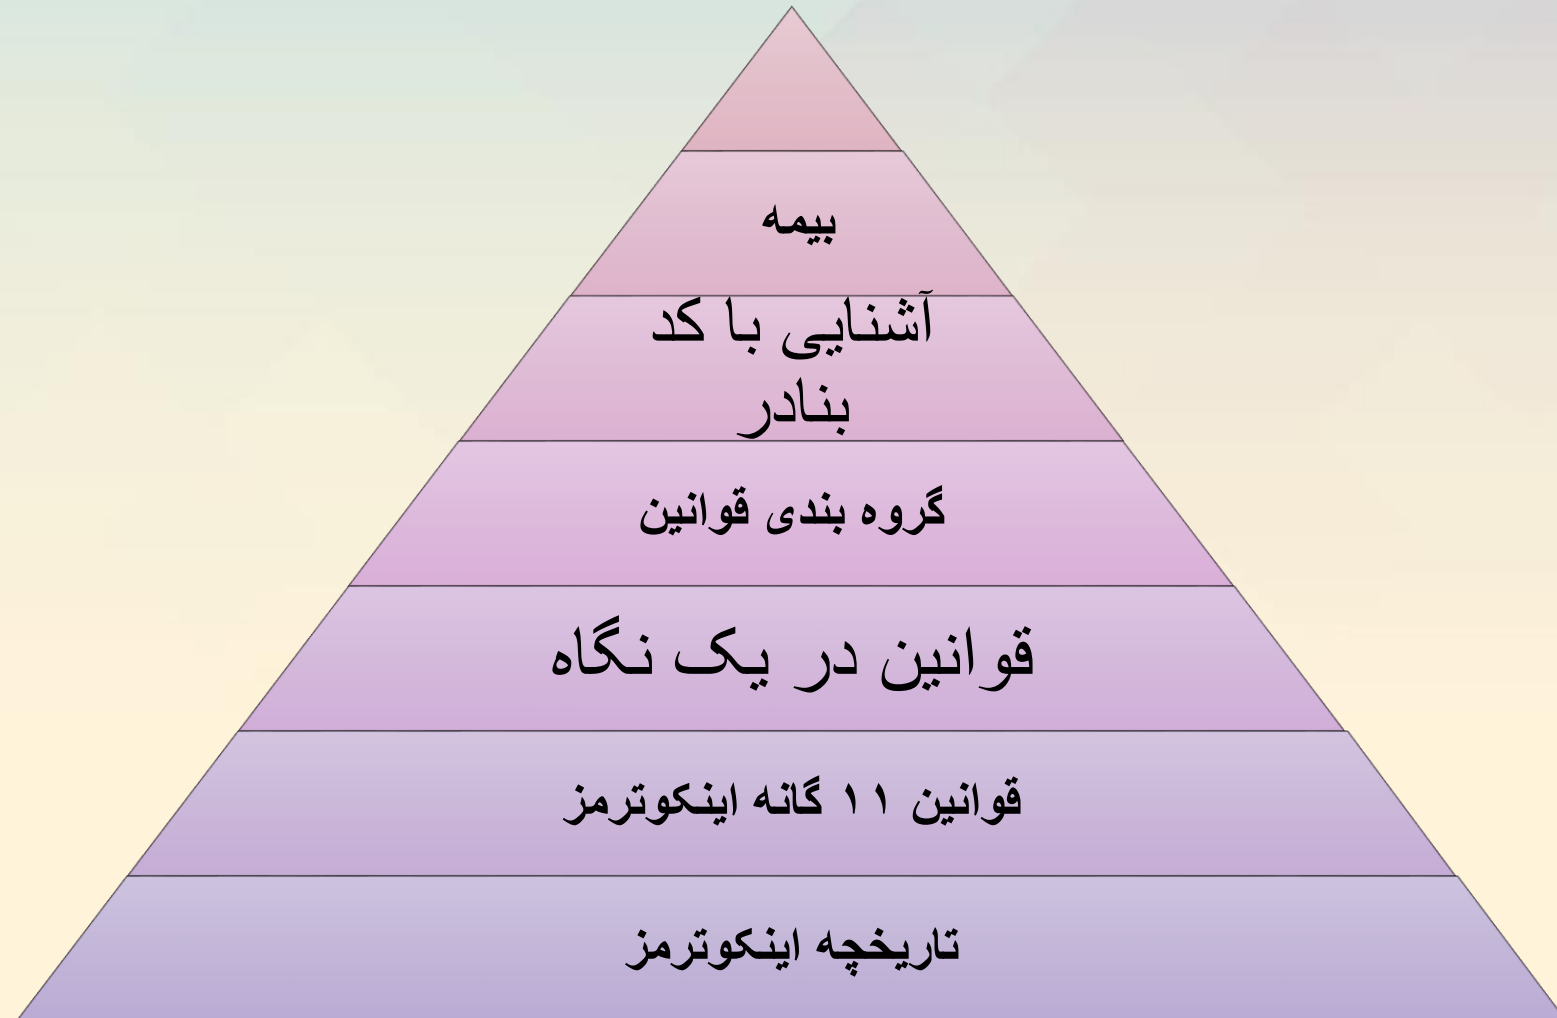 بیمه
آشنایی با کد
بنادر
گروه بندی قوانین
قوانین در یک نگاه
قوانین ۱۱ گانه اینکوترمز
تاریخچه اینکوترمز